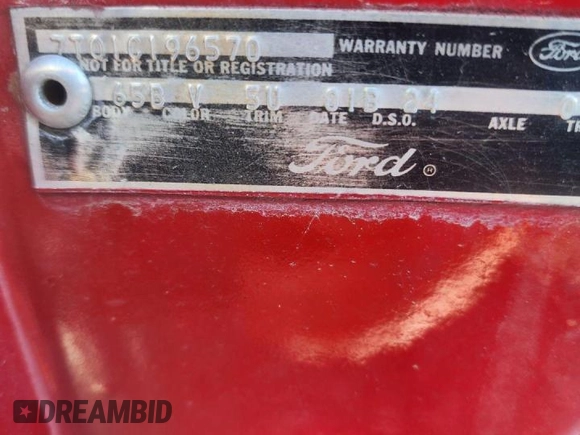 7T01C196570 WARRANTY NUMBER Ford
NOT FOR TITLE OR REGISTRATION
65B V 5U 01B 24
BODY COLOR TRIM DATE D.S.O. AXLE
Ford ®
DREAMBID